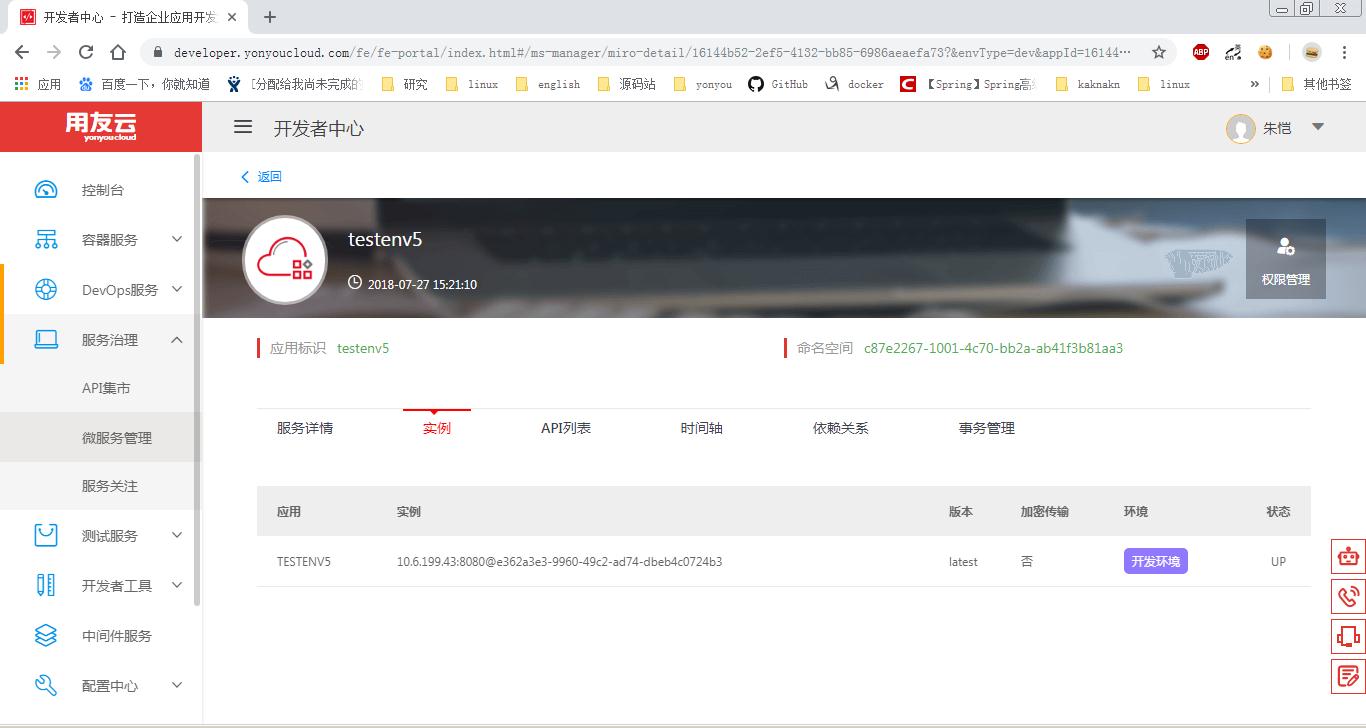 开发者中心 - 打造企业应用开发
developer.yonyoucloud.com/fe/fe-portal/index.html#/ms-manager/miro-detail/16144b52-2ef5-4132-bb85-6986aeaefa73?&envType=dev&appId=16144…
ABP en
应用 百度一下，你就知道 [分配给我尚未完成的 研究 linux english 源码站 yonyou GitHub docker 【Spring】Spring高 kaknakn linux » 其他书签
用友云
yonyoucloud
开发者中心
朱恺
返回
控制台
容器服务
DevOps服务
服务治理
API集市
微服务管理
服务关注
测试服务
开发者工具
中间件服务
配置中心
testenv5
2018-07-27 15:21:10
权限管理
应用标识 testenv5 命名空间 c87e2267-1001-4c70-bb2a-ab41f3b81aa3
服务详情 实例 API列表 时间轴 依赖关系 事务管理
应用 实例 版本 加密传输 环境 状态
TESTENV5 10.6.199.43:8080@e362a3e3-9960-49c2-ad74-dbeb4c0724b3 latest 否 开发环境 UP